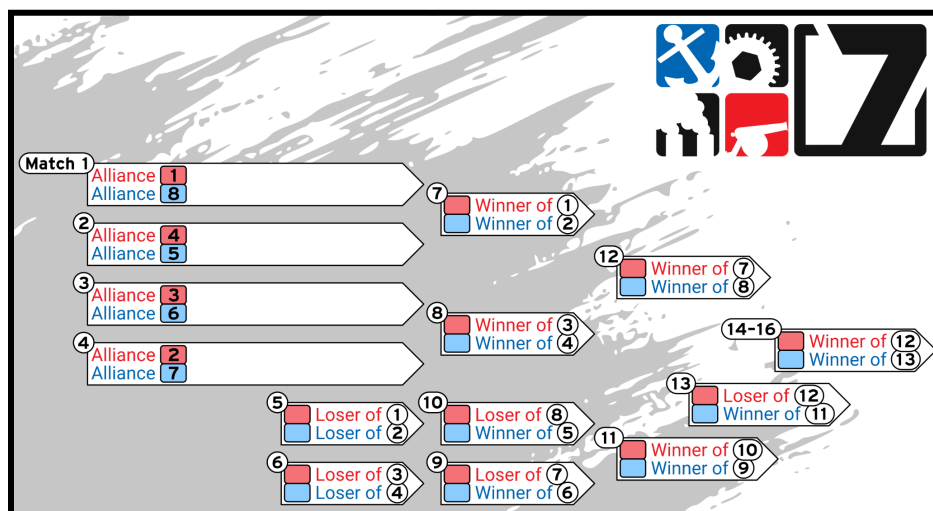 7
Match 1
Alliance 1
Alliance 8
2
Alliance 4
Alliance 5
3
Alliance 3
Alliance 6
4
Alliance 2
Alliance 7
7
Winner of 1
Winner of 2
8
Winner of 3
Winner of 4
12
Winner of 7
Winner of 8
14-16
Winner of 12
Winner of 13
13
Loser of 12
Winner of 11
5
Loser of 1
Loser of 2
10
Loser of 8
Winner of 5
11
Winner of 10
Winner of 9
6
Loser of 3
Loser of 4
9
Loser of 7
Winner of 6